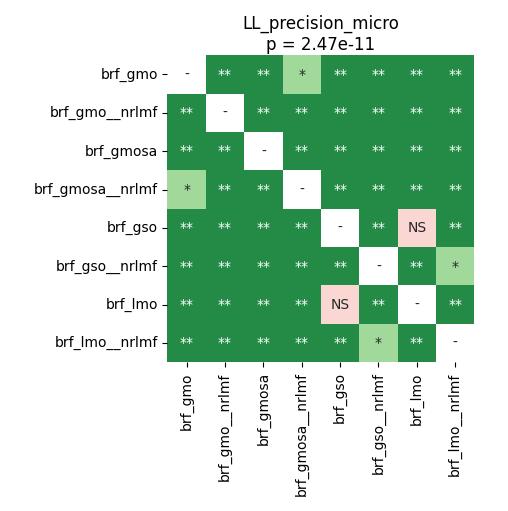 LL_precision_micro
p = 2.47e-11
brf_gmo - ** ** * ** ** ** **
brf_gmo__nrlmf ** - ** ** ** ** ** **
brf_gmosa ** ** - ** ** ** ** **
brf_gmosa__nrlmf * ** ** - ** ** ** **
brf_gso ** ** ** ** - ** NS **
brf_gso__nrlmf ** ** ** ** ** - ** *
brf_lmo ** ** ** ** NS ** - **
brf_lmo__nrlmf ** ** ** ** ** * ** -
brf_gmo
brf_gmo__nrlmf
brf_gmosa
brf_gmosa__nrlmf
brf_gso
brf_gso__nrlmf
brf_lmo
brf_lmo__nrlmf